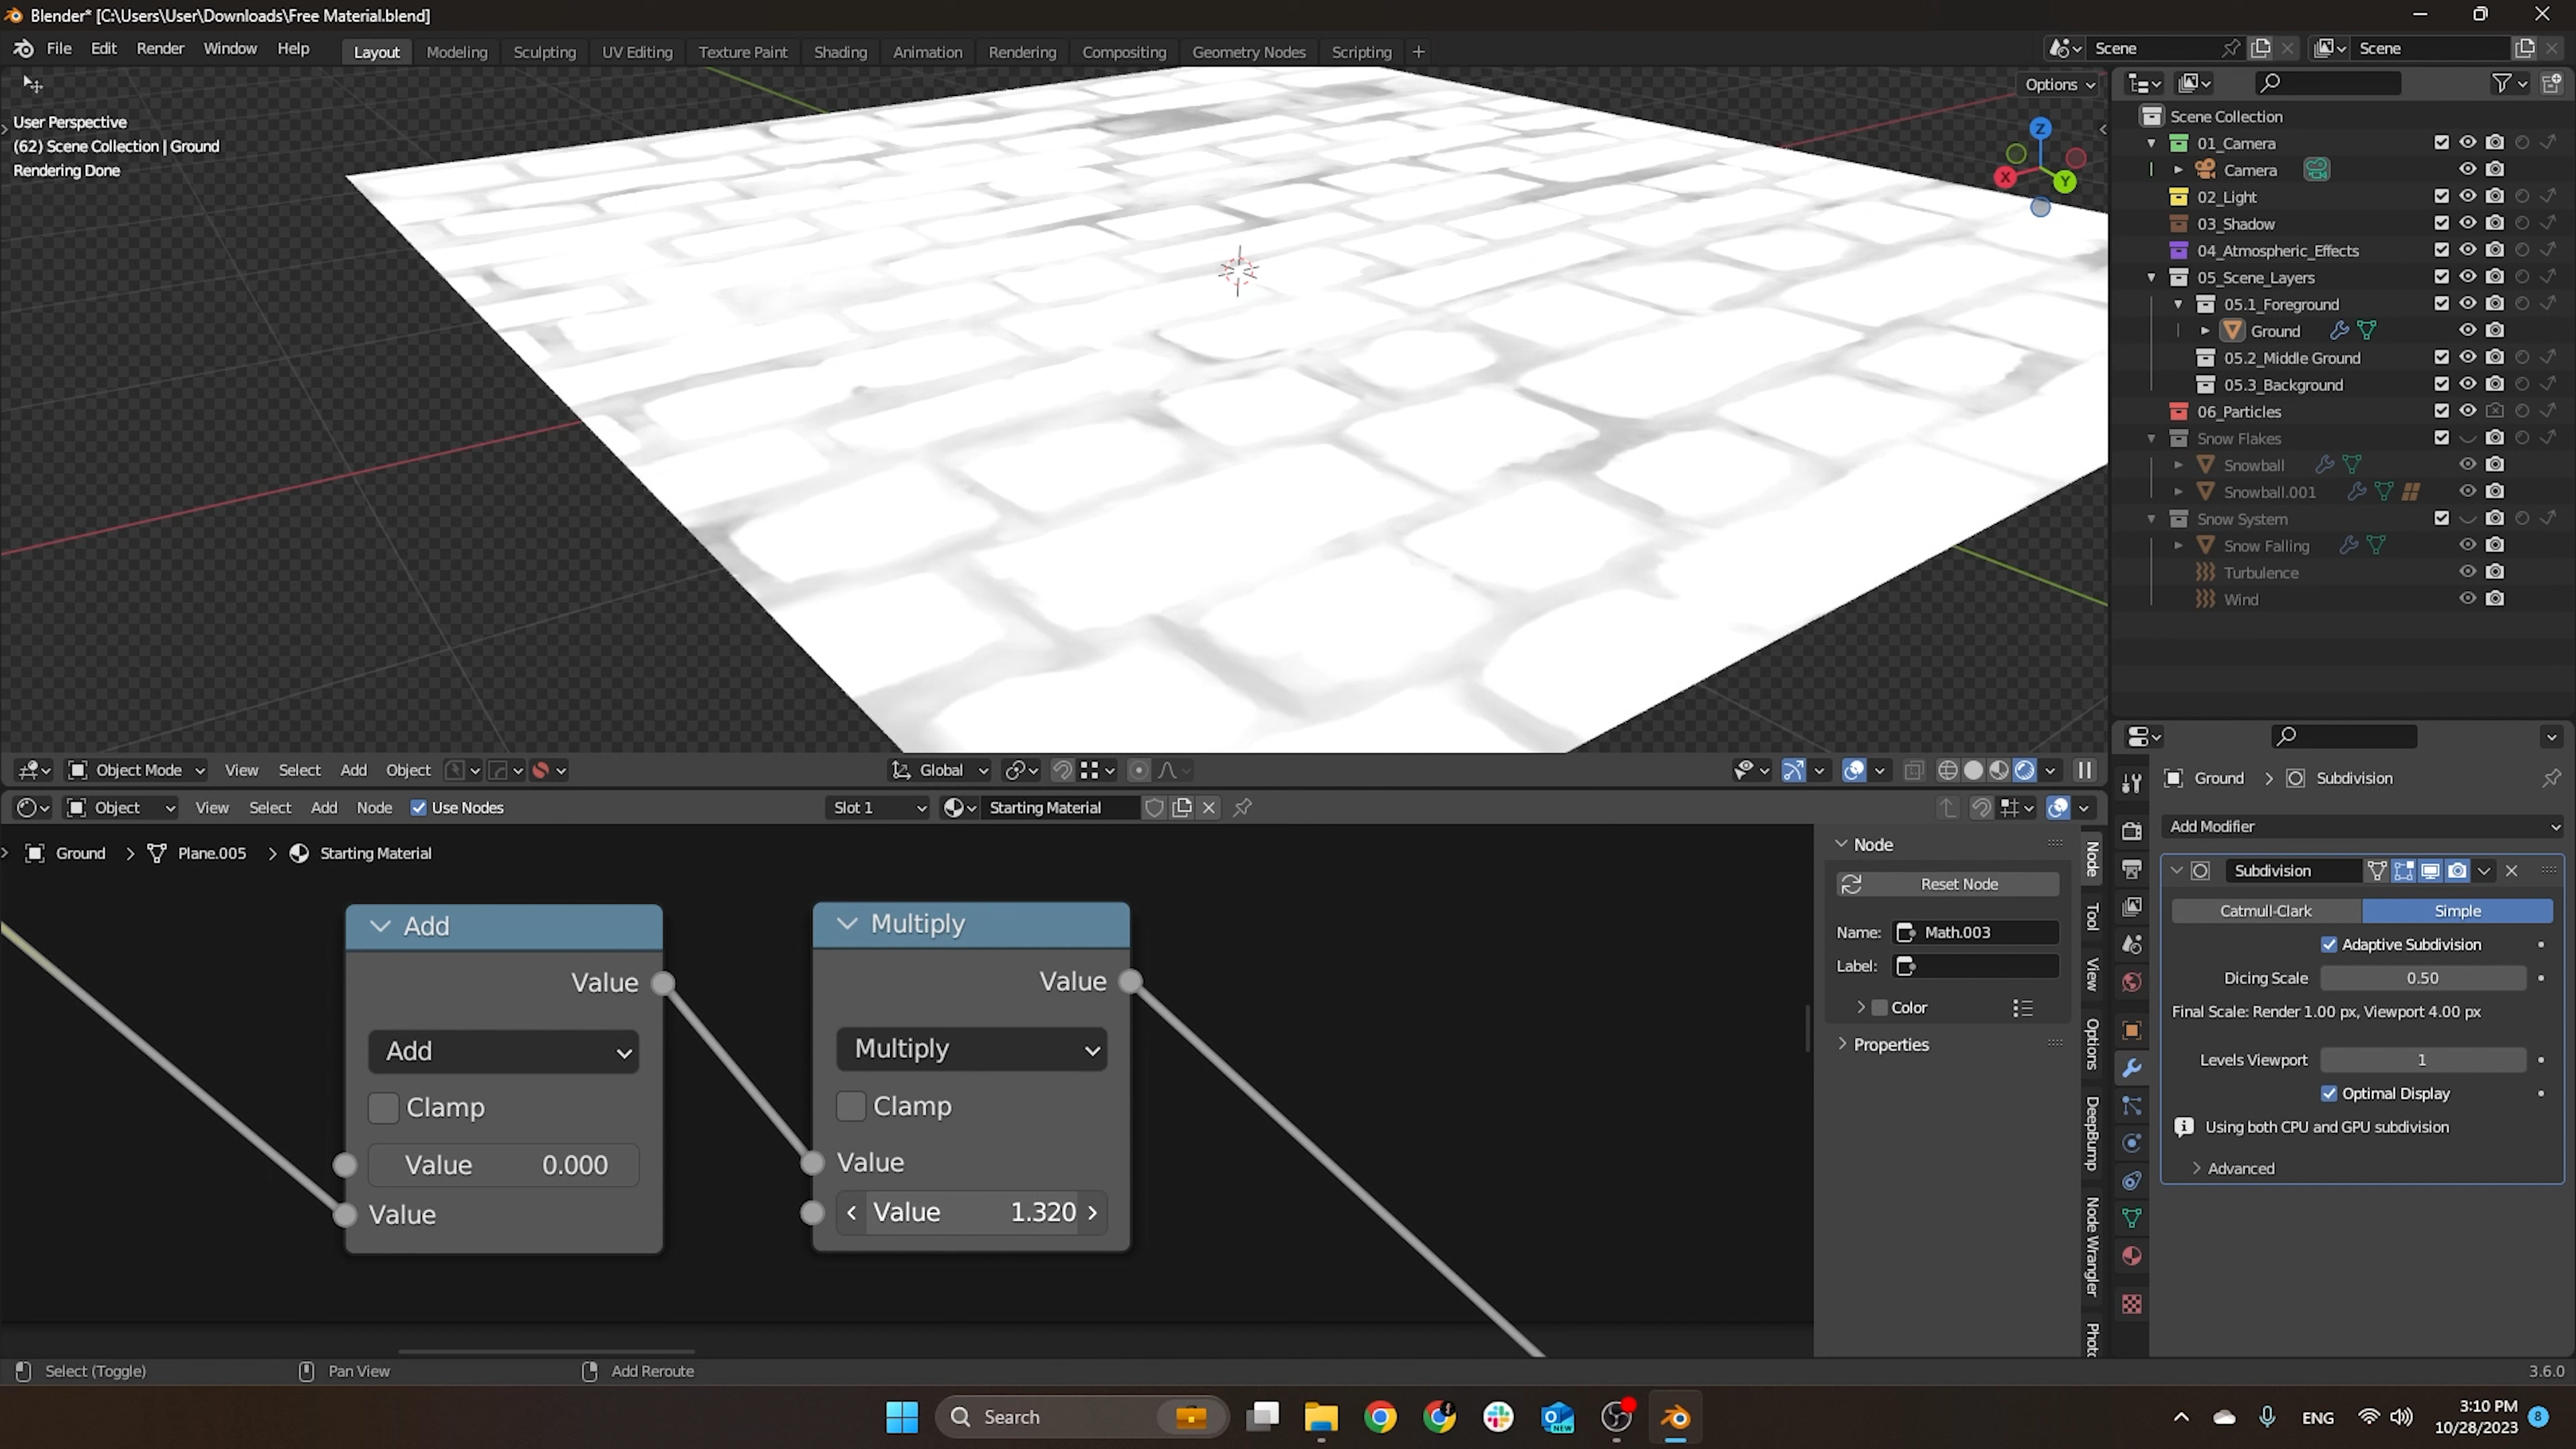 Blender* [C:\Users\User\Downloads\Free Material.blend]
File Edit Render Window Help Layout Modeling Sculpting UV Editing Texture Paint Shading Animation Rendering Compositing Geometry Nodes Scripting + Scene Scene
Options
User Perspective
(62) Scene Collection | Ground
Rendering Done
Z
X
Y
Scene Collection
01_Camera
Camera
02_Light
03_Shadow
04_Atmospheric_Effects
05_Scene_Layers
05.1_Foreground
Ground
05.2_Middle Ground
05.3_Background
06_Particles
Snow Flakes
Snowball
Snowball.001
Snow System
Snow Falling
Turbulence
Wind
Object Mode View Select Add Object Global
Object View Select Add Node Use Nodes Slot 1 Starting Material
Ground > Plane.005 > Starting Material
Add
Value
Add
Clamp
Value 0.000
Value
Multiply
Value
Multiply
Clamp
Value
Value 1.320
Node
Reset Node
Name: Math.003
Label:
Color
Properties
Node
Tool
View
Options
DeepBump
Node Wrangler
Ground > Subdivision
Add Modifier
Subdivision
Catmull-Clark Simple
Adaptive Subdivision
Dicing Scale 0.50
Final Scale: Render 1.00 px, Viewport 4.00 px
Levels Viewport 1
Optimal Display
Using both CPU and GPU subdivision
Advanced
Select (Toggle) Pan View Add Reroute 3.6.0
Search
ENG
3:10 PM
10/28/2023
8